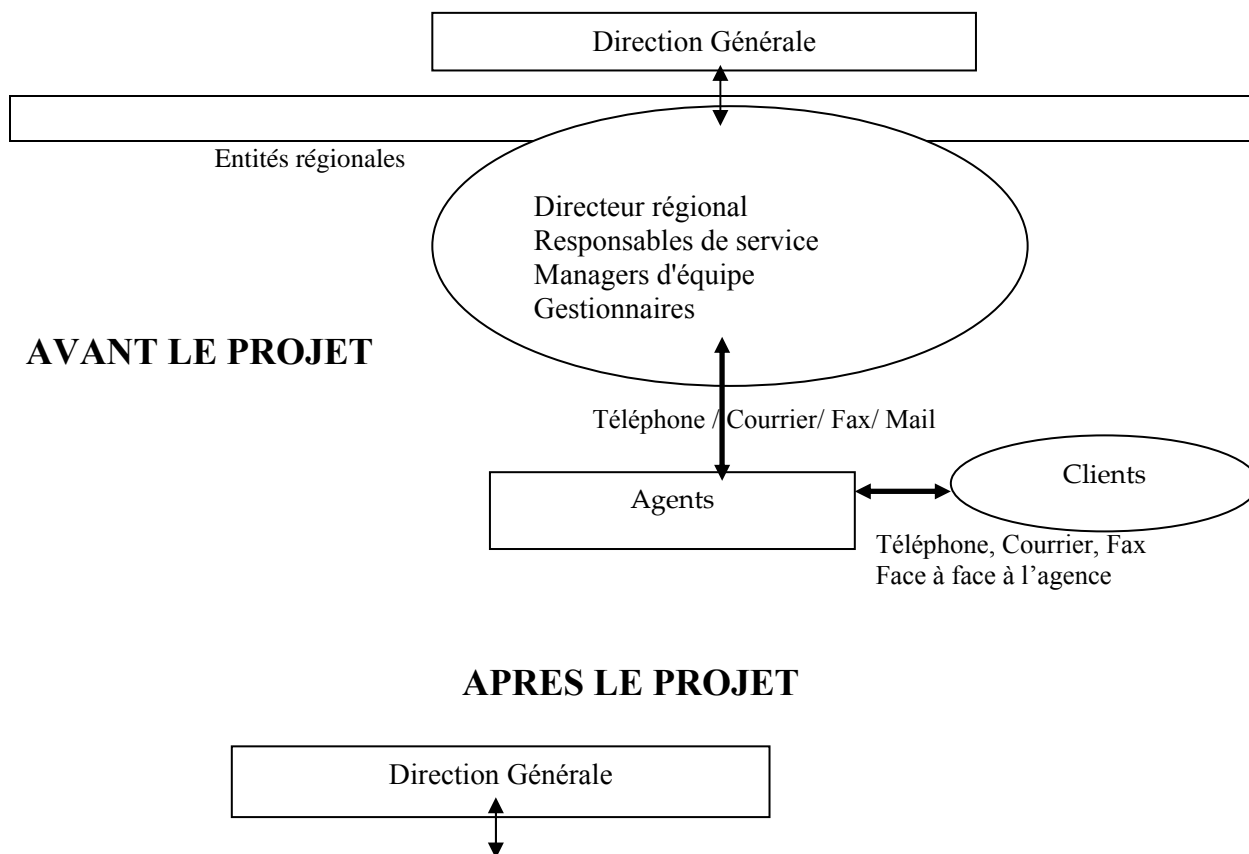 Direction Générale
Entités régionales
Directeur régional
Responsables de service
Managers d'équipe
Gestionnaires
AVANT LE PROJET
Téléphone / Courrier/ Fax/ Mail
Agents
Clients
Téléphone, Courrier, Fax
Face à face à l’agence
APRES LE PROJET
Direction Générale